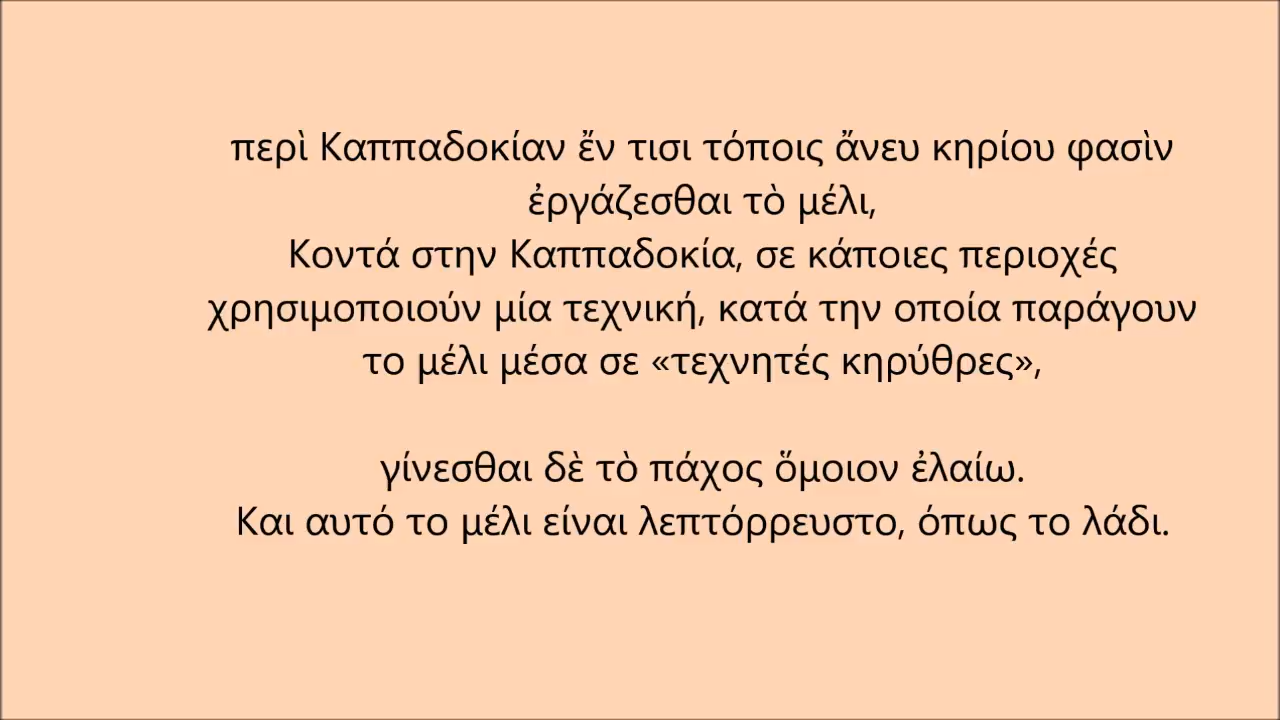 περὶ Καππαδοκίαν ἔν τισι τόποις ἄνευ κηρίου φασὶν
ἐργάζεσθαι τὸ μέλι,
Κοντά στην Καππαδοκία, σε κάποιες περιοχές
χρησιμοποιούν μία τεχνική, κατά την οποία παράγουν
το μέλι μέσα σε «τεχνητές κηρύθρες»,
γίνεσθαι δὲ τὸ πάχος ὅμοιον ἐλαίω.
Και αυτό το μέλι είναι λεπτόρρευστο, όπως το λάδι.